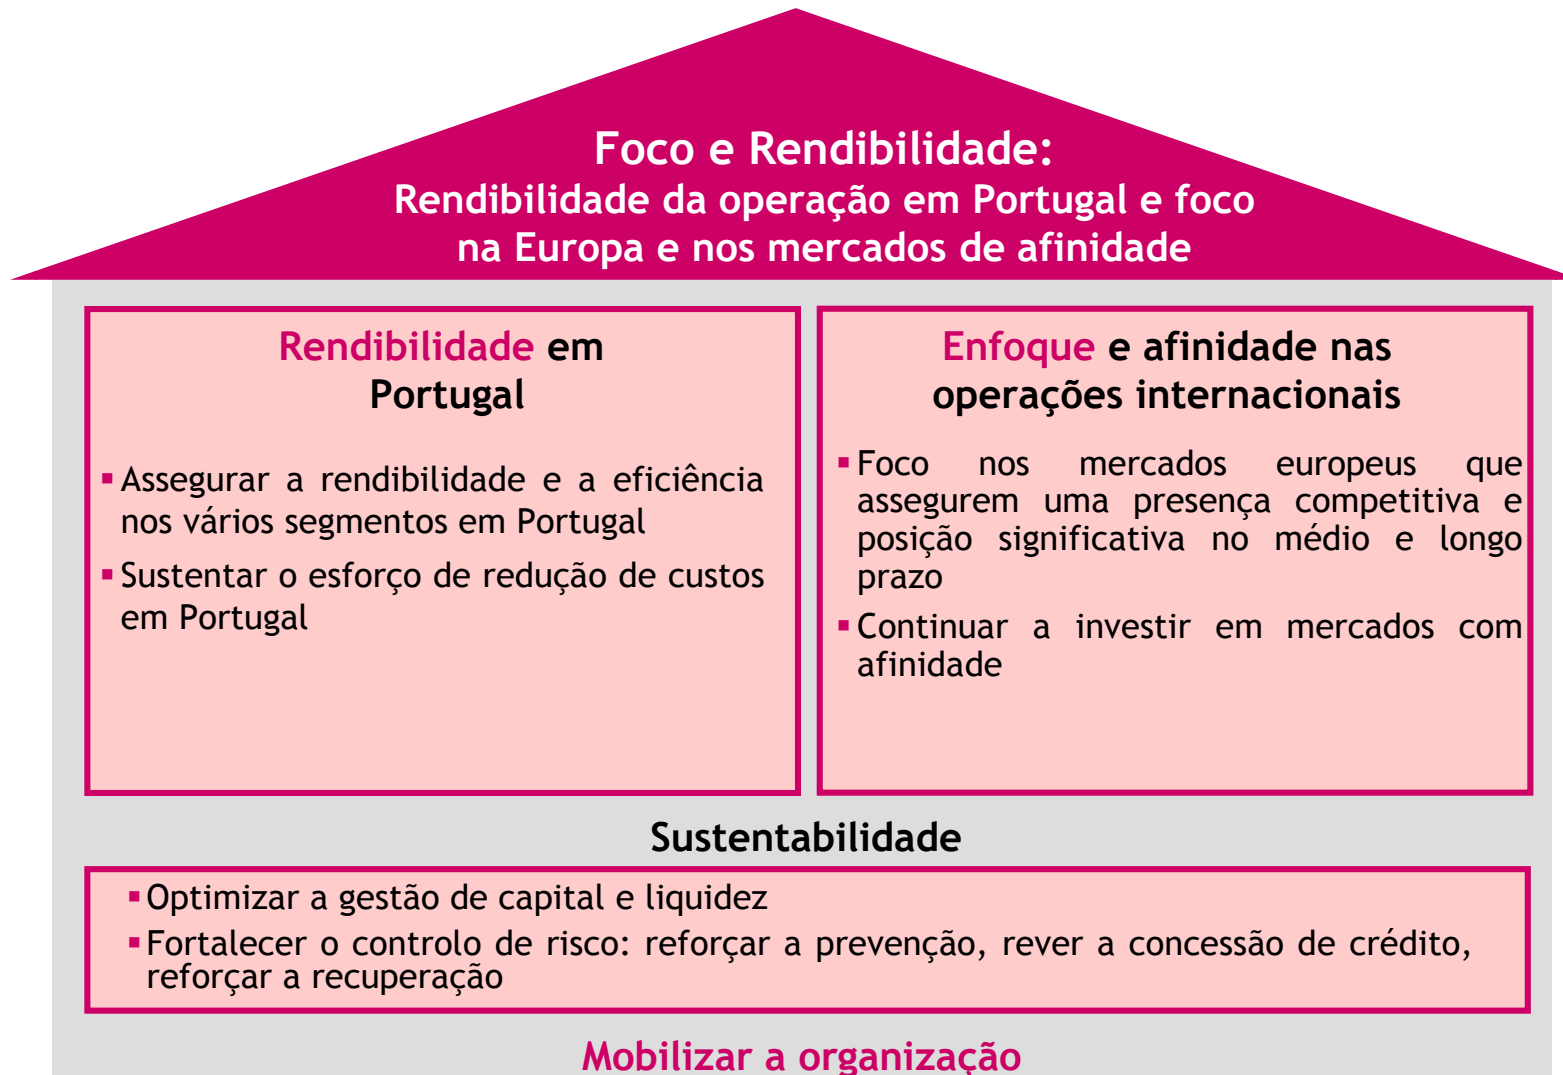 Foco e Rendibilidade:
Rendibilidade da operação em Portugal e foco
na Europa e nos mercados de afinidade
Rendibilidade em
Portugal
▪Assegurar a rendibilidade e a eficiência
nos vários segmentos em Portugal
▪Sustentar o esforço de redução de custos
em Portugal
Enfoque e afinidade nas
operações internacionais
▪Foco nos mercados europeus que
assegurem uma presença competitiva e
posição significativa no médio e longo
prazo
▪Continuar a investir em mercados com
afinidade
Sustentabilidade
▪Optimizar a gestão de capital e liquidez
▪Fortalecer o controlo de risco: reforçar a prevenção, rever a concessão de crédito,
reforçar a recuperação
Mobilizar a organização